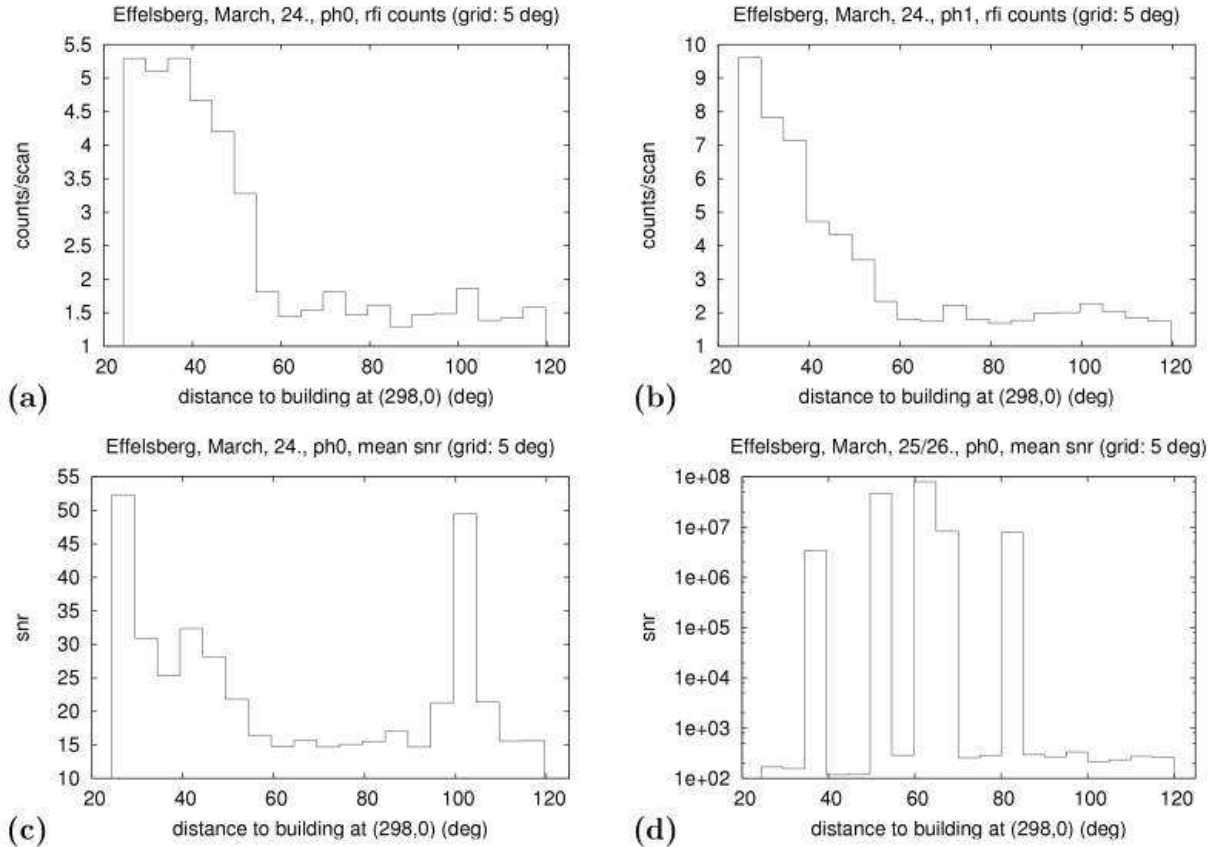 Effelsberg, March, 24., ph0, rfi counts (grid: 5 deg)
5.5
5
4.5
4
3.5
3
2.5
2
1.5
1
counts/scan
20 40 60 80 100 120
distance to building at (298,0) (deg)
(a)
Effelsberg, March, 24., ph1, rfi counts (grid: 5 deg)
10
9
8
7
6
5
4
3
2
1
counts/scan
20 40 60 80 100 120
distance to building at (298,0) (deg)
(b)
Effelsberg, March, 24., ph0, mean snr (grid: 5 deg)
55
50
45
40
35
30
25
20
15
10
snr
20 40 60 80 100 120
distance to building at (298,0) (deg)
(c)
Effelsberg, March, 25/26., ph0, mean snr (grid: 5 deg)
1e+08
1e+07
1e+06
1e+05
1e+04
1e+03
1e+02
snr
20 40 60 80 100 120
distance to building at (298,0) (deg)
(d)